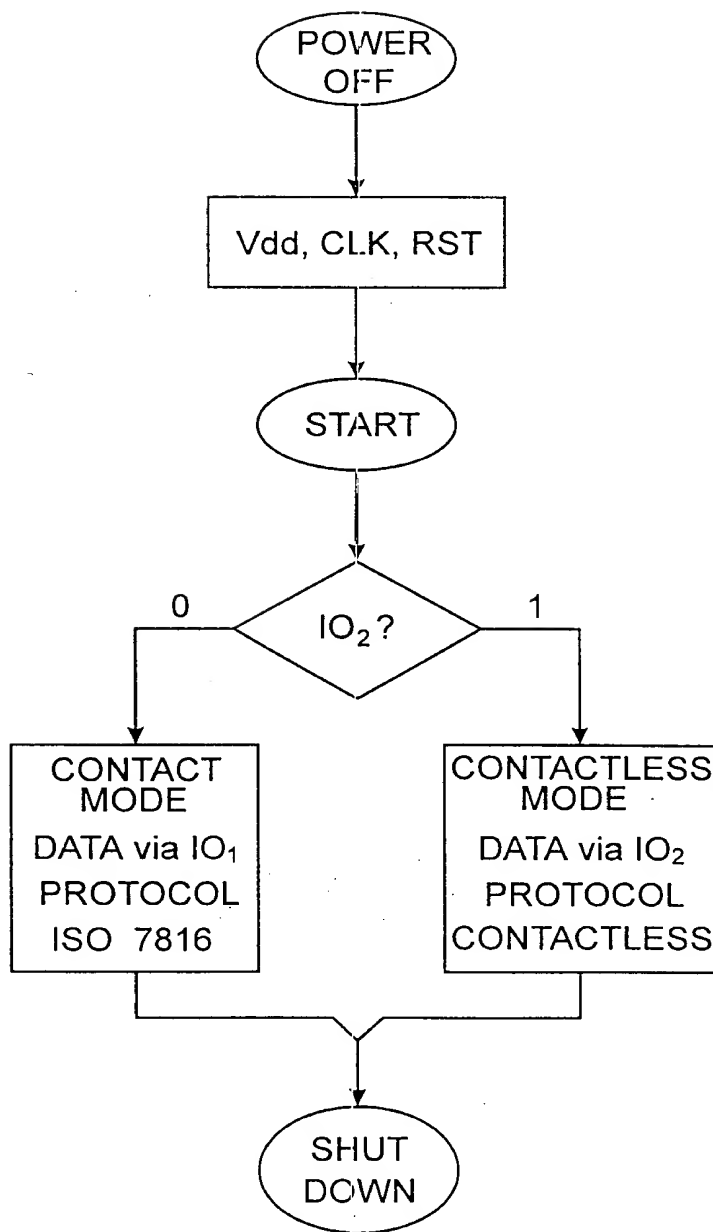 POWER
OFF
Vdd, CLK, RST
START
IO₂?
0
1
CONTACT
MODE
DATA via IO₁
PROTOCOL
ISO 7816
CONTACTLESS
MODE
DATA via IO₂
PROTOCOL
CONTACTLESS
SHUT
DOWN